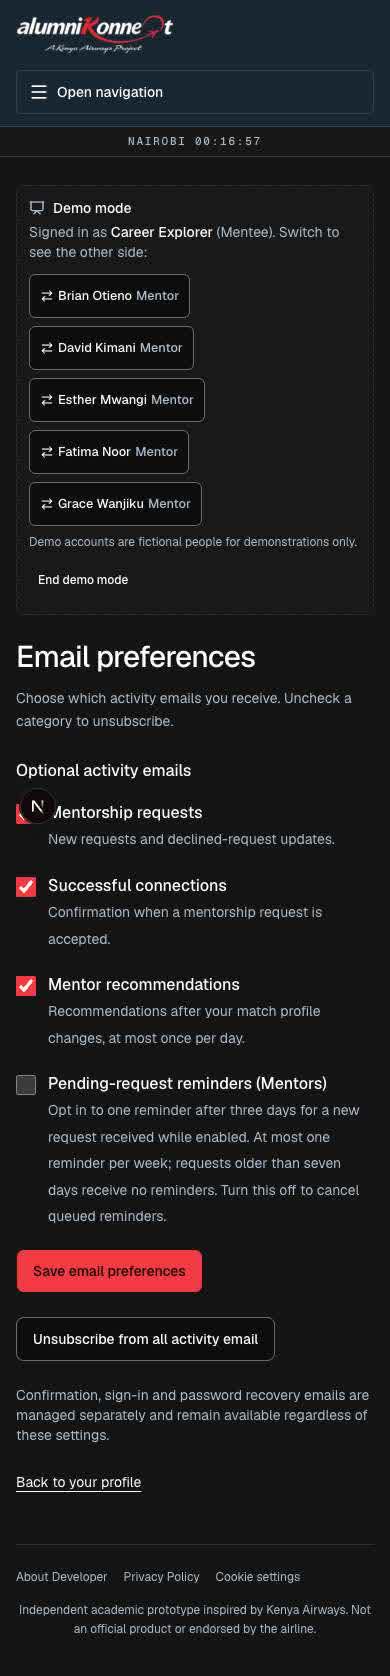 alumniKonnect
A Kenya Airways Project
Open navigation
NAIROBI 00:16:57
Demo mode
Signed in as Career Explorer (Mentee). Switch to
see the other side:
Brian Otieno Mentor
David Kimani Mentor
Esther Mwangi Mentor
Fatima Noor Mentor
Grace Wanjiku Mentor
Demo accounts are fictional people for demonstrations only.
End demo mode
Email preferences
Choose which activity emails you receive. Uncheck a
category to unsubscribe.
Optional activity emails
N
Mentorship requests
New requests and declined-request updates.
Successful connections
Confirmation when a mentorship request is
accepted.
Mentor recommendations
Recommendations after your match profile
changes, at most once per day.
Pending-request reminders (Mentors)
Opt in to one reminder after three days for a new
request received while enabled. At most one
reminder per week; requests older than seven
days receive no reminders. Turn this off to cancel
queued reminders.
Save email preferences
Unsubscribe from all activity email
Confirmation, sign-in and password recovery emails are
managed separately and remain available regardless of
these settings.
Back to your profile
About Developer Privacy Policy Cookie settings
Independent academic prototype inspired by Kenya Airways. Not
an official product or endorsed by the airline.